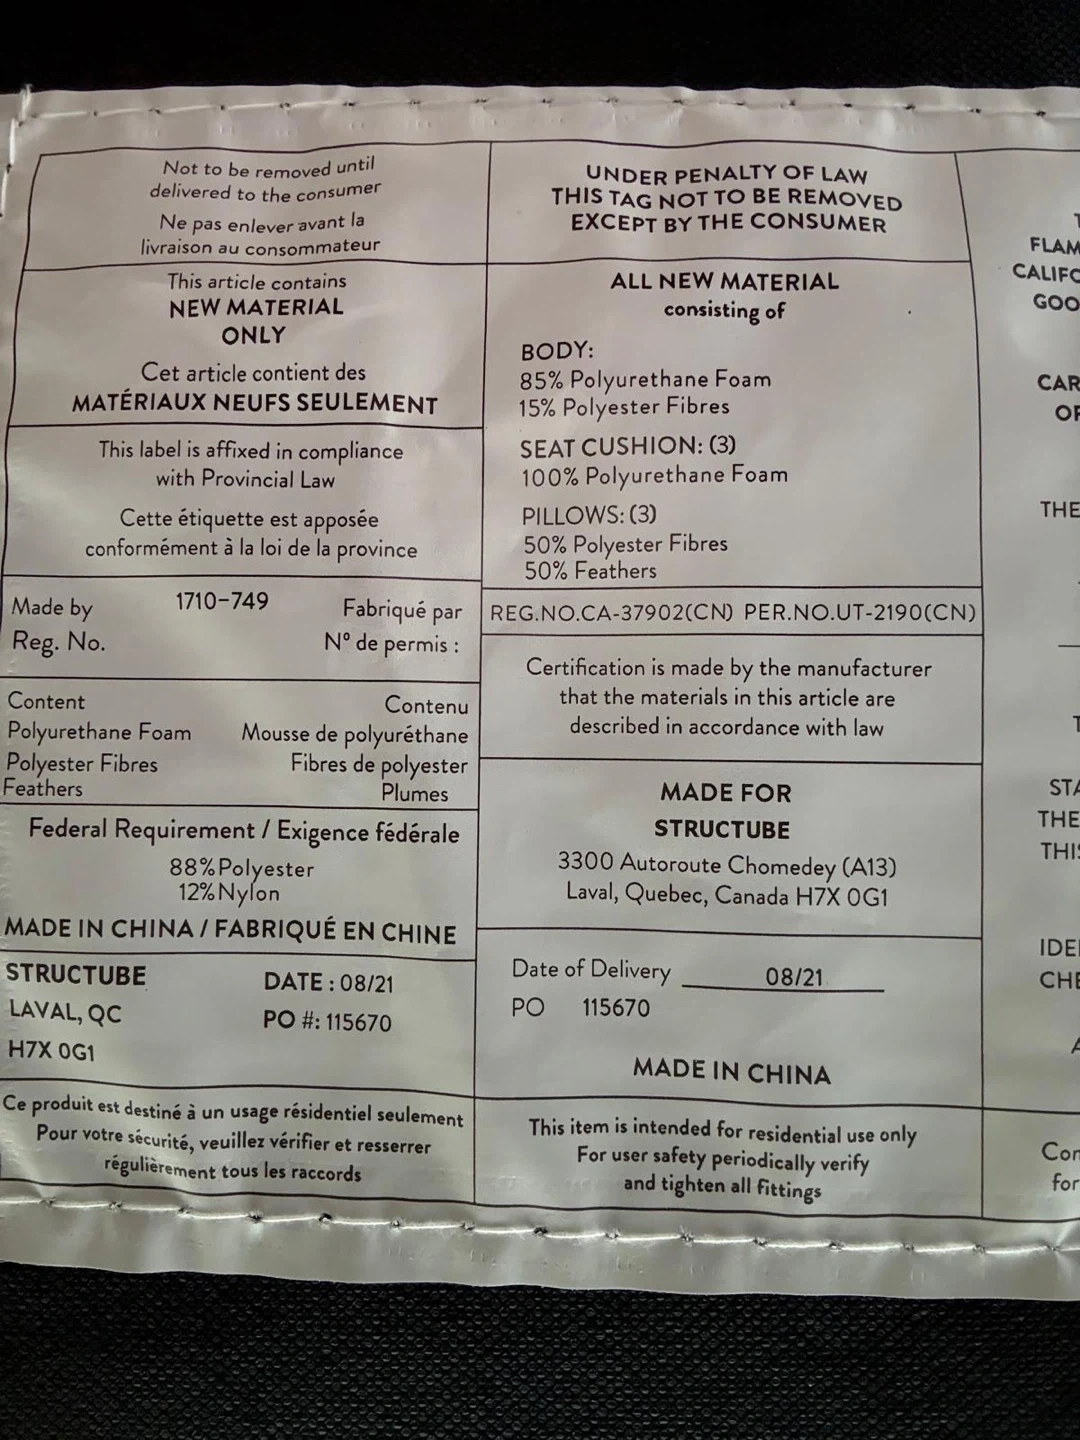 Not to be removed until
delivered to the consumer
Ne pas enlever avant la
livraison au consommateur
This article contains
NEW MATERIAL
ONLY
Cet article contient des
MATÉRIAUX NEUFS SEULEMENT
This label is affixed in compliance
with Provincial Law
Cette étiquette est apposée
conformément à la loi de la province
Made by 1710-749 Fabriqué par
Reg. No. N° de permis :
Content Contenu
Polyurethane Foam Mousse de polyuréthane
Polyester Fibres Fibres de polyester
Feathers Plumes
Federal Requirement / Exigence fédérale
88% Polyester
12% Nylon
MADE IN CHINA / FABRIQUÉ EN CHINE
STRUCTUBE DATE : 08/21
LAVAL, QC PO #: 115670
H7X 0G1
Ce produit est destiné à un usage résidentiel seulement
Pour votre sécurité, veuillez vérifier et resserrer
régulièrement tous les raccords
UNDER PENALTY OF LAW
THIS TAG NOT TO BE REMOVED
EXCEPT BY THE CONSUMER
ALL NEW MATERIAL
consisting of
BODY:
85% Polyurethane Foam
15% Polyester Fibres
SEAT CUSHION: (3)
100% Polyurethane Foam
PILLOWS: (3)
50% Polyester Fibres
50% Feathers
REG.NO.CA-37902(CN) PER.NO.UT-2190(CN)
Certification is made by the manufacturer
that the materials in this article are
described in accordance with law
MADE FOR
STRUCTUBE
3300 Autoroute Chomedey (A13)
Laval, Quebec, Canada H7X 0G1
Date of Delivery 08/21
PO 115670
MADE IN CHINA
This item is intended for residential use only
For user safety periodically verify
and tighten all fittings
FLAM
CALIFO
GOO
CAR
THE
STA
THE
THIS
IDE
CHE
for